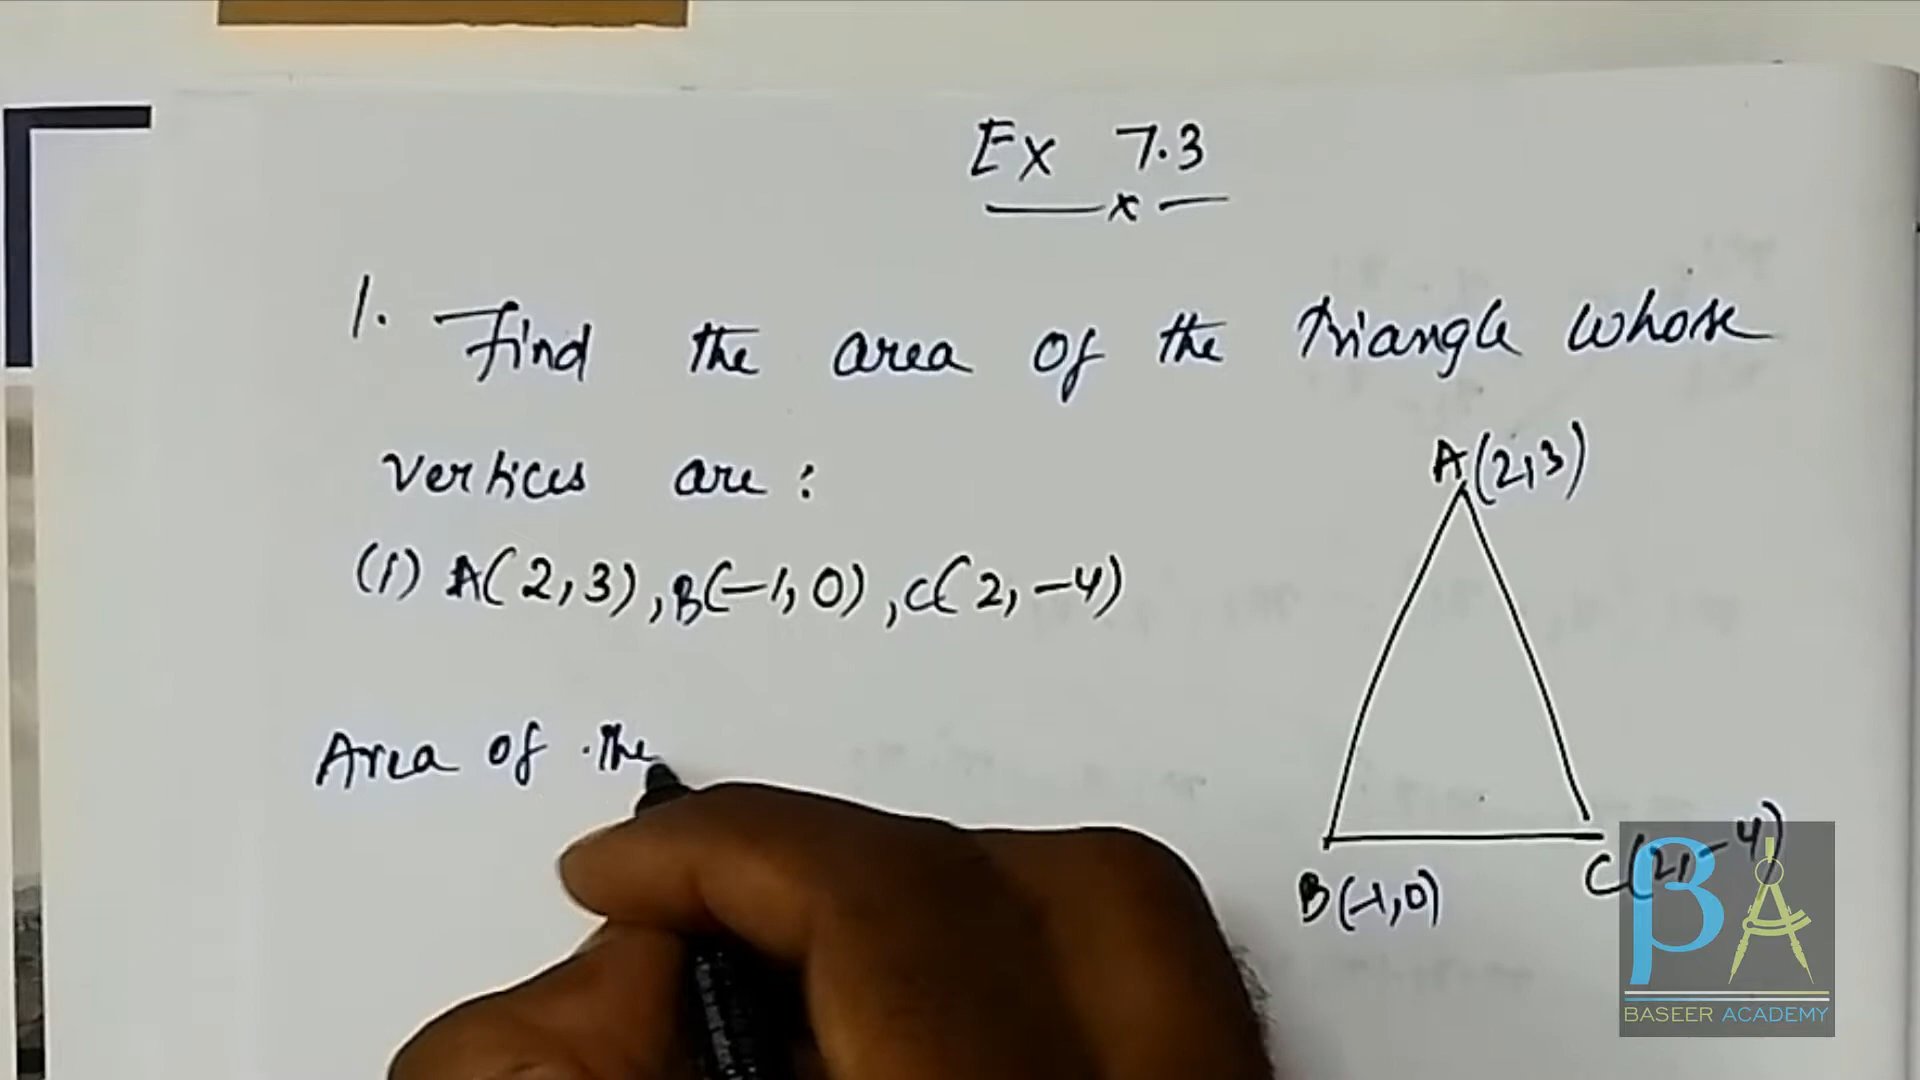 Ex 7.3
x
1. Find the area of the triangle whose
vertices are:
(i) A(2,3), B(-1,0), C(2,-4)
A(2,3)
Area of the
B(-1,0)
C(2,-4)
βA
BASEER ACADEMY